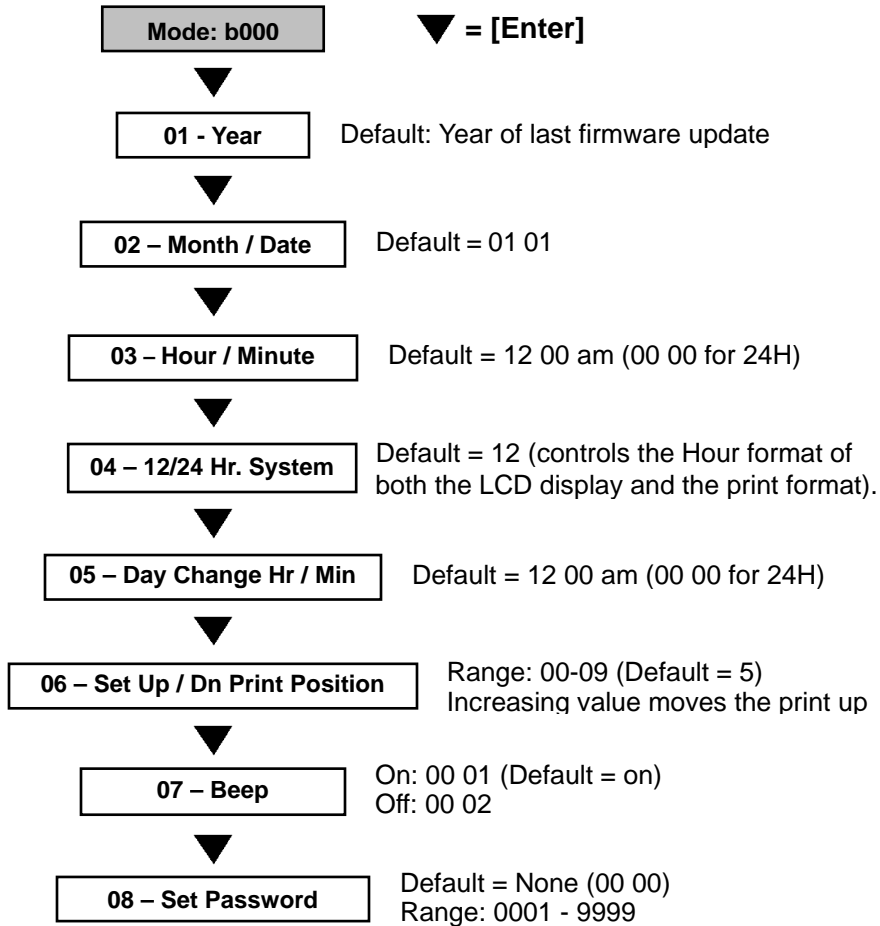 Mode: b000
= [Enter]
01 - Year
Default: Year of last firmware update
02 – Month / Date
Default = 01 01
03 – Hour / Minute
Default = 12 00 am (00 00 for 24H)
04 – 12/24 Hr. System
Default = 12 (controls the Hour format of
both the LCD display and the print format).
05 – Day Change Hr / Min
Default = 12 00 am (00 00 for 24H)
06 – Set Up / Dn Print Position
Range: 00-09 (Default = 5)
Increasing value moves the print up
07 – Beep
On: 00 01 (Default = on)
Off: 00 02
08 – Set Password
Default = None (00 00)
Range: 0001 - 9999